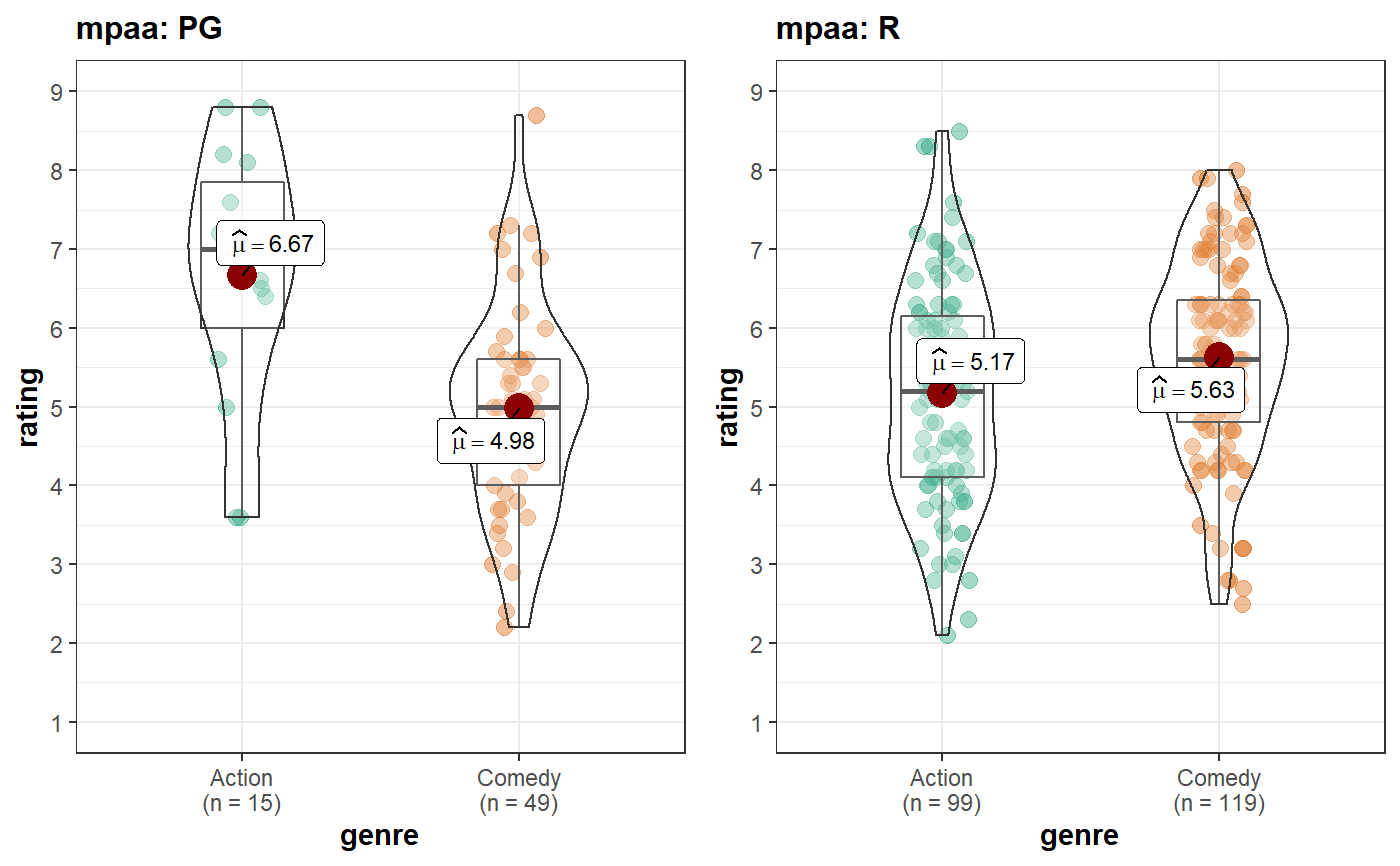 mpaa: PG
9
8
7
6
5
4
3
2
1
rating
μ̂ = 6.67
μ̂ = 4.98
Action
(n = 15)
Comedy
(n = 49)
genre
mpaa: R
9
8
7
6
5
4
3
2
1
rating
μ̂ = 5.17
μ̂ = 5.63
Action
(n = 99)
Comedy
(n = 119)
genre